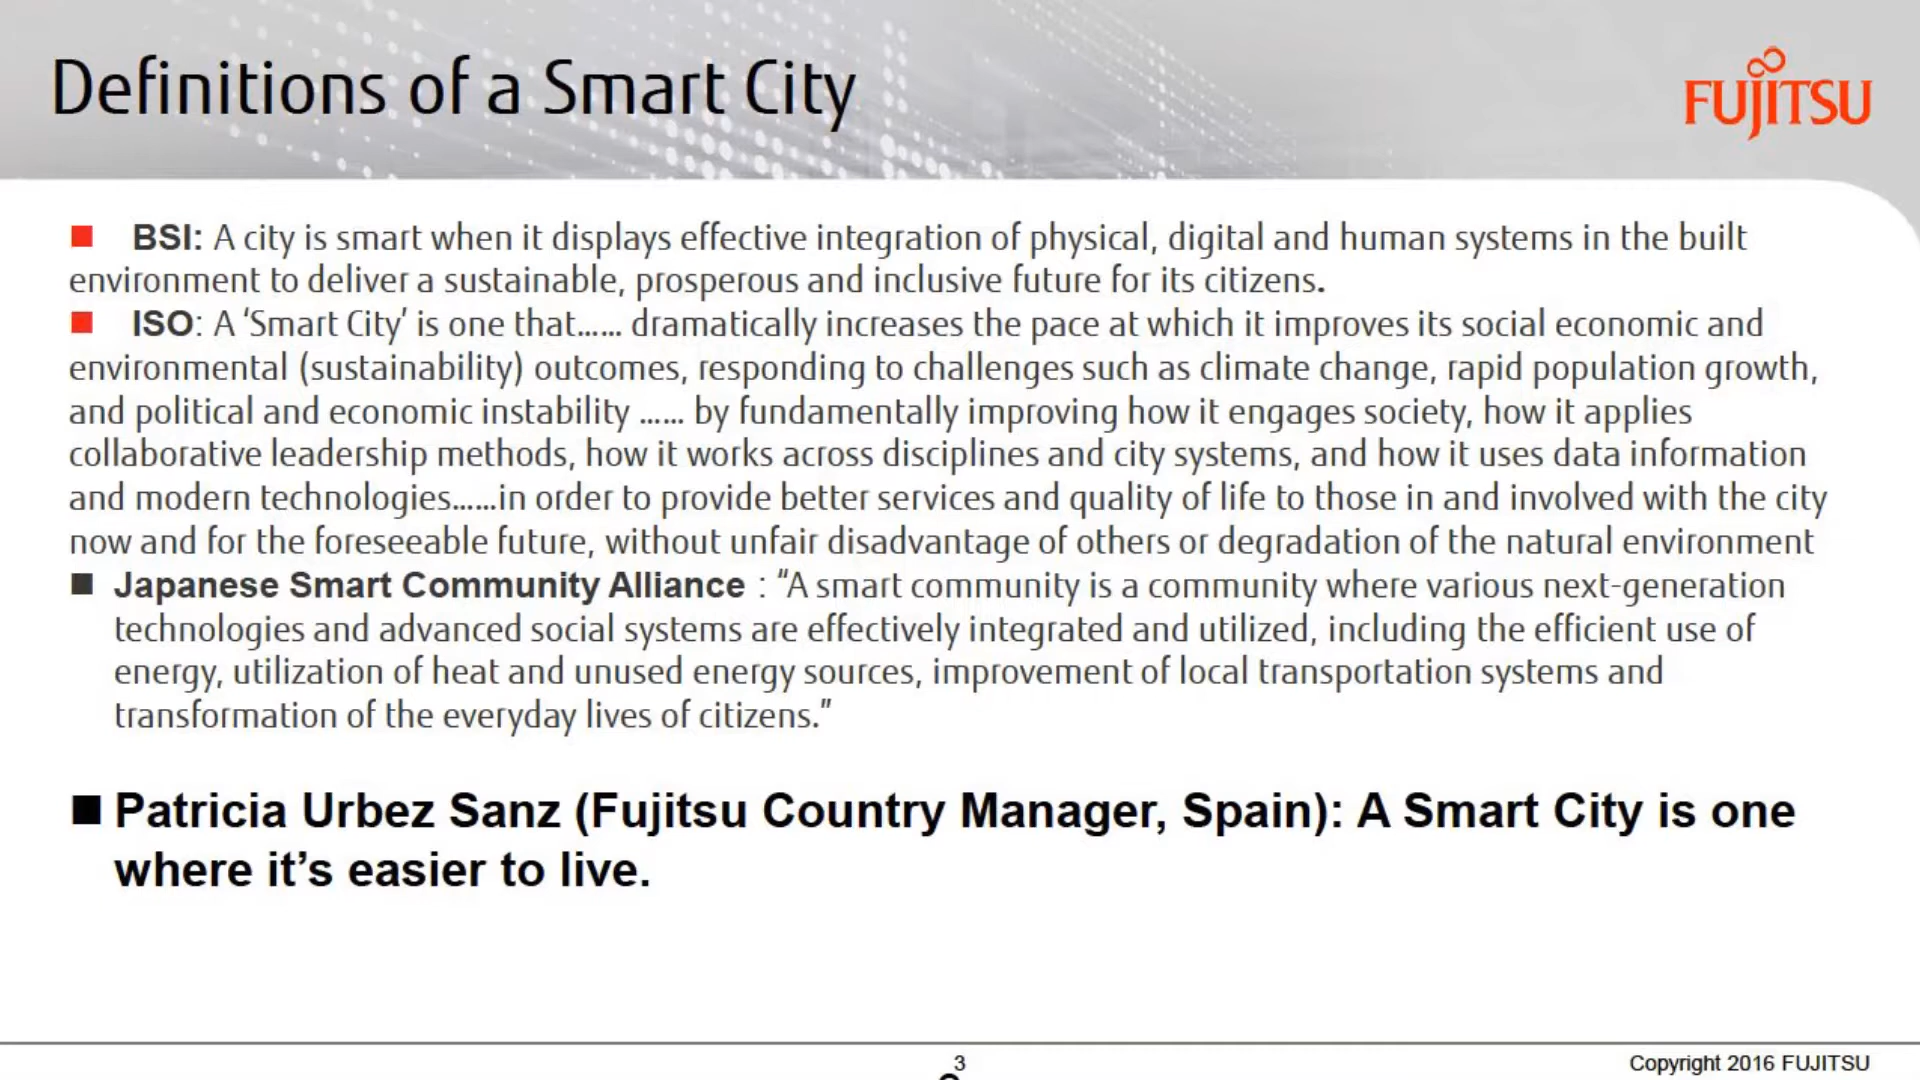 Definitions of a Smart City
FUJITSU
BSI: A city is smart when it displays effective integration of physical, digital and human systems in the built
environment to deliver a sustainable, prosperous and inclusive future for its citizens.
ISO: A ‘Smart City’ is one that…… dramatically increases the pace at which it improves its social economic and
environmental (sustainability) outcomes, responding to challenges such as climate change, rapid population growth,
and political and economic instability …… by fundamentally improving how it engages society, how it applies
collaborative leadership methods, how it works across disciplines and city systems, and how it uses data information
and modern technologies……in order to provide better services and quality of life to those in and involved with the city
now and for the foreseeable future, without unfair disadvantage of others or degradation of the natural environment
Japanese Smart Community Alliance : “A smart community is a community where various next-generation
technologies and advanced social systems are effectively integrated and utilized, including the efficient use of
energy, utilization of heat and unused energy sources, improvement of local transportation systems and
transformation of the everyday lives of citizens.”
Patricia Urbez Sanz (Fujitsu Country Manager, Spain): A Smart City is one
where it’s easier to live.
3
Copyright 2016 FUJITSU